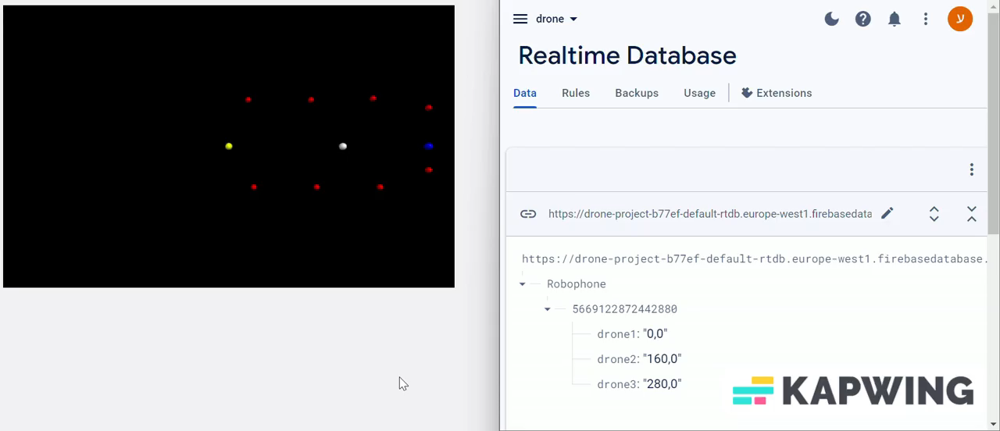 drone
ע
Realtime Database
Data Rules Backups Usage Extensions
https://drone-project-b77ef-default-rtdb.europe-west1.firebasedata
https://drone-project-b77ef-default-rtdb.europe-west1.firebasedatabase.
Robophone
5669122872442880
drone1: "0,0"
drone2: "160,0"
drone3: "280,0"
KAPWING